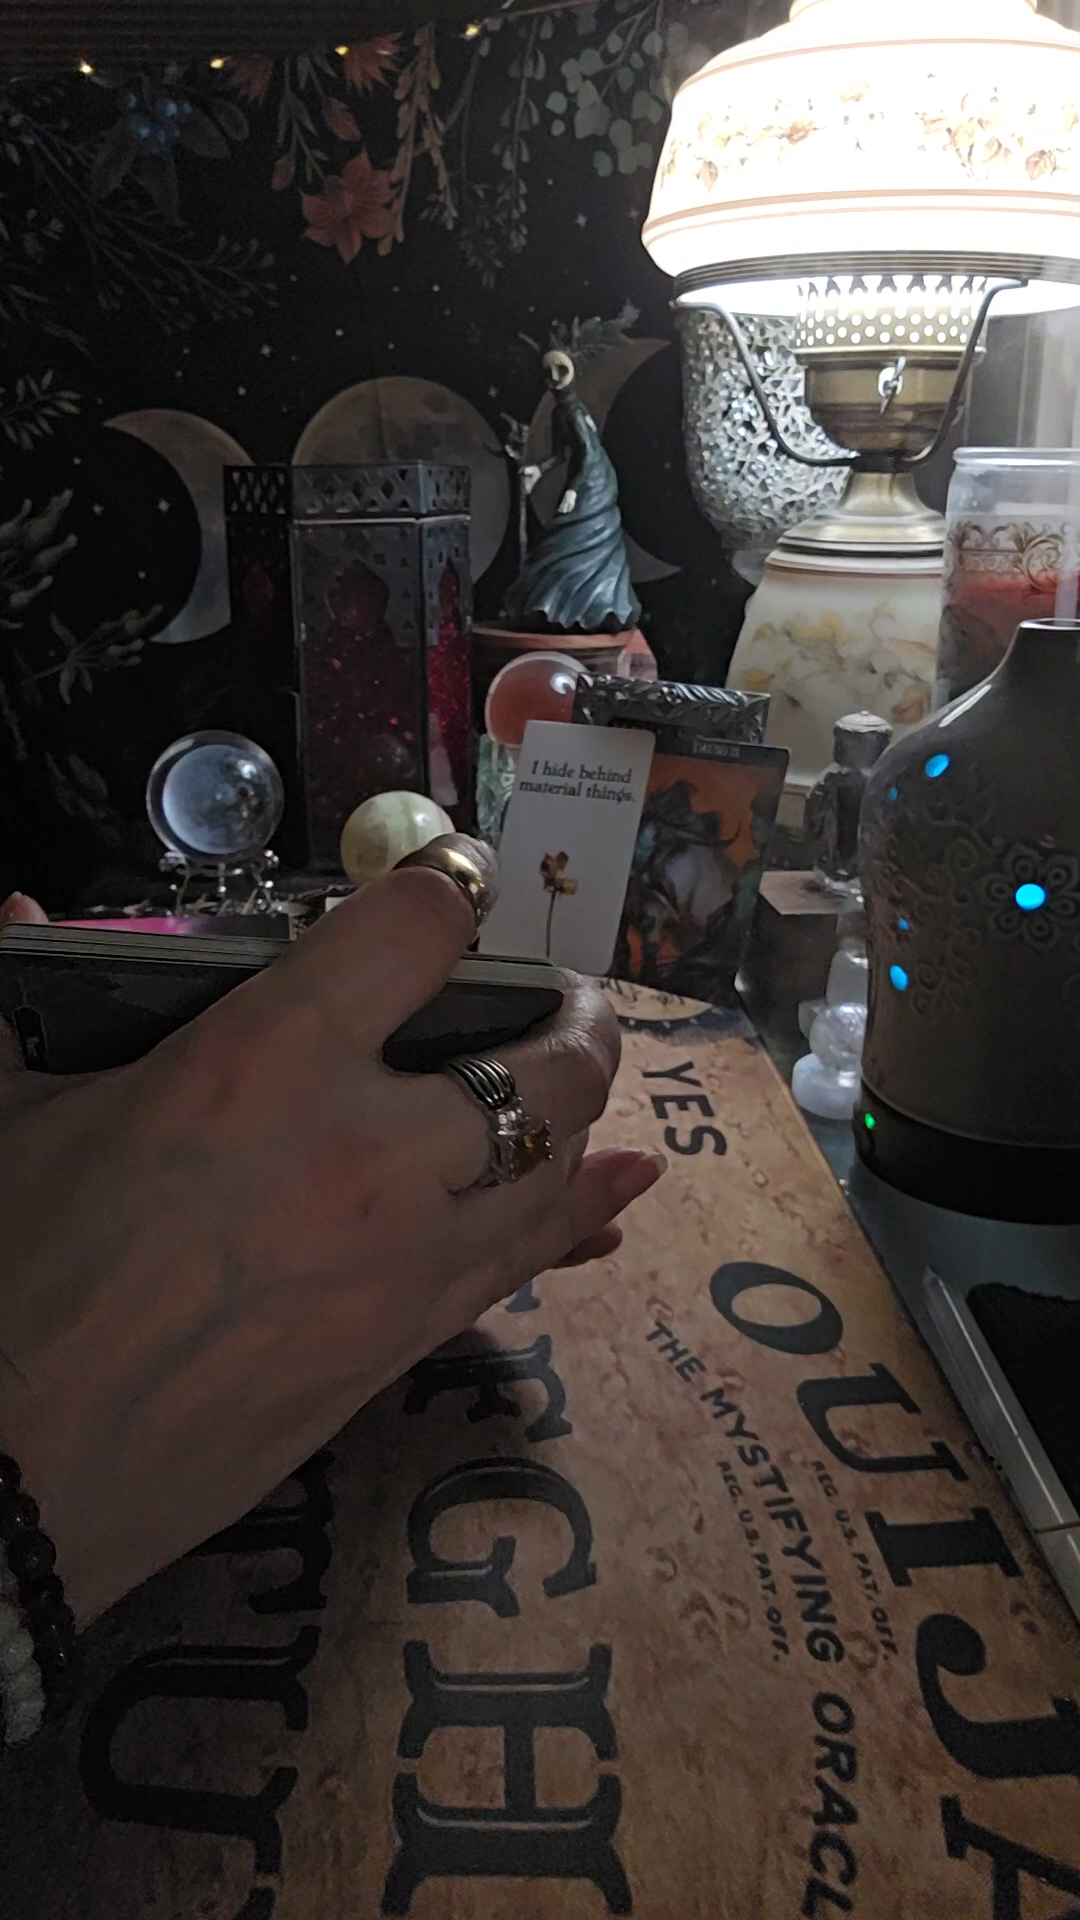 I hide behind
material things.
YES
OUIJA
THE MYSTIFYING ORACL
REG. U.S. PAT. OFF.
REG. U.S. PAT. OFF.
F
G
H
T
U